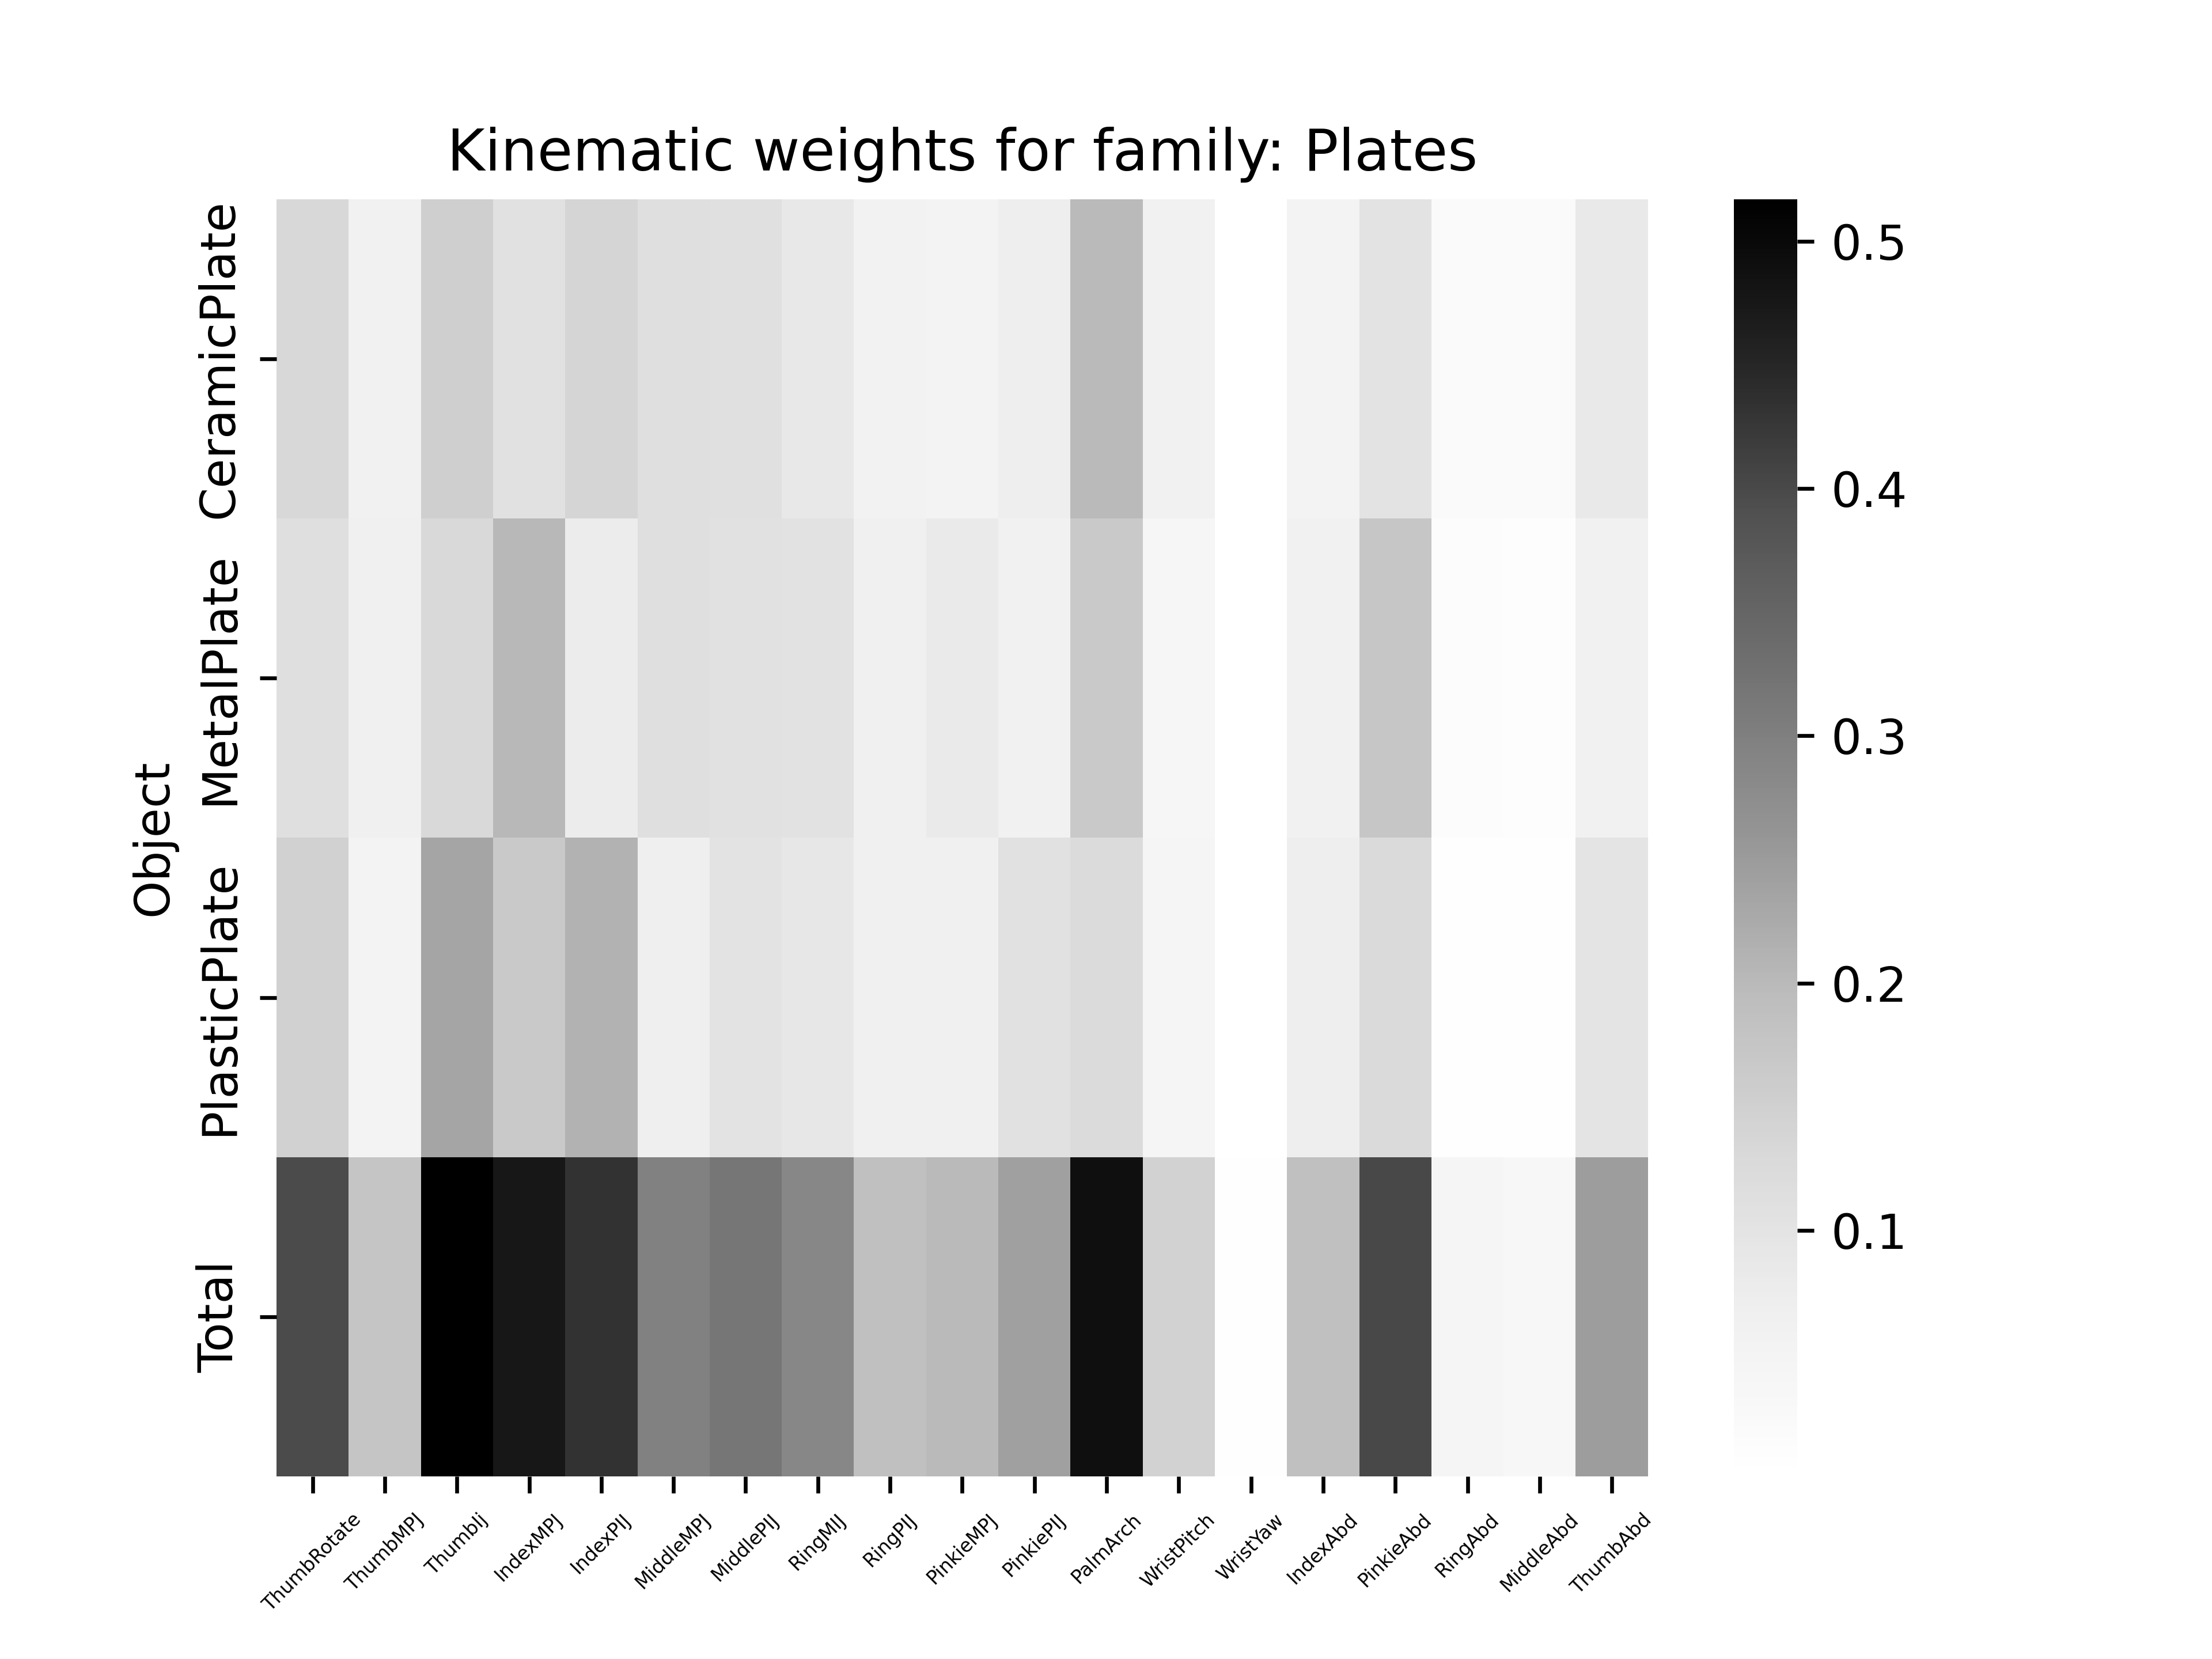 Kinematic weights for family: Plates
Object
CeramicPlate
MetalPlate
PlasticPlate
Total
ThumbRotate
ThumbMPJ
ThumbIj
IndexMPJ
IndexPIJ
MiddleMPJ
MiddlePIJ
RingMIJ
RingPIJ
PinkieMPJ
PinkiePIJ
PalmArch
WristPitch
WristYaw
IndexAbd
PinkieAbd
RingAbd
MiddleAbd
ThumbAbd
0.5
0.4
0.3
0.2
0.1